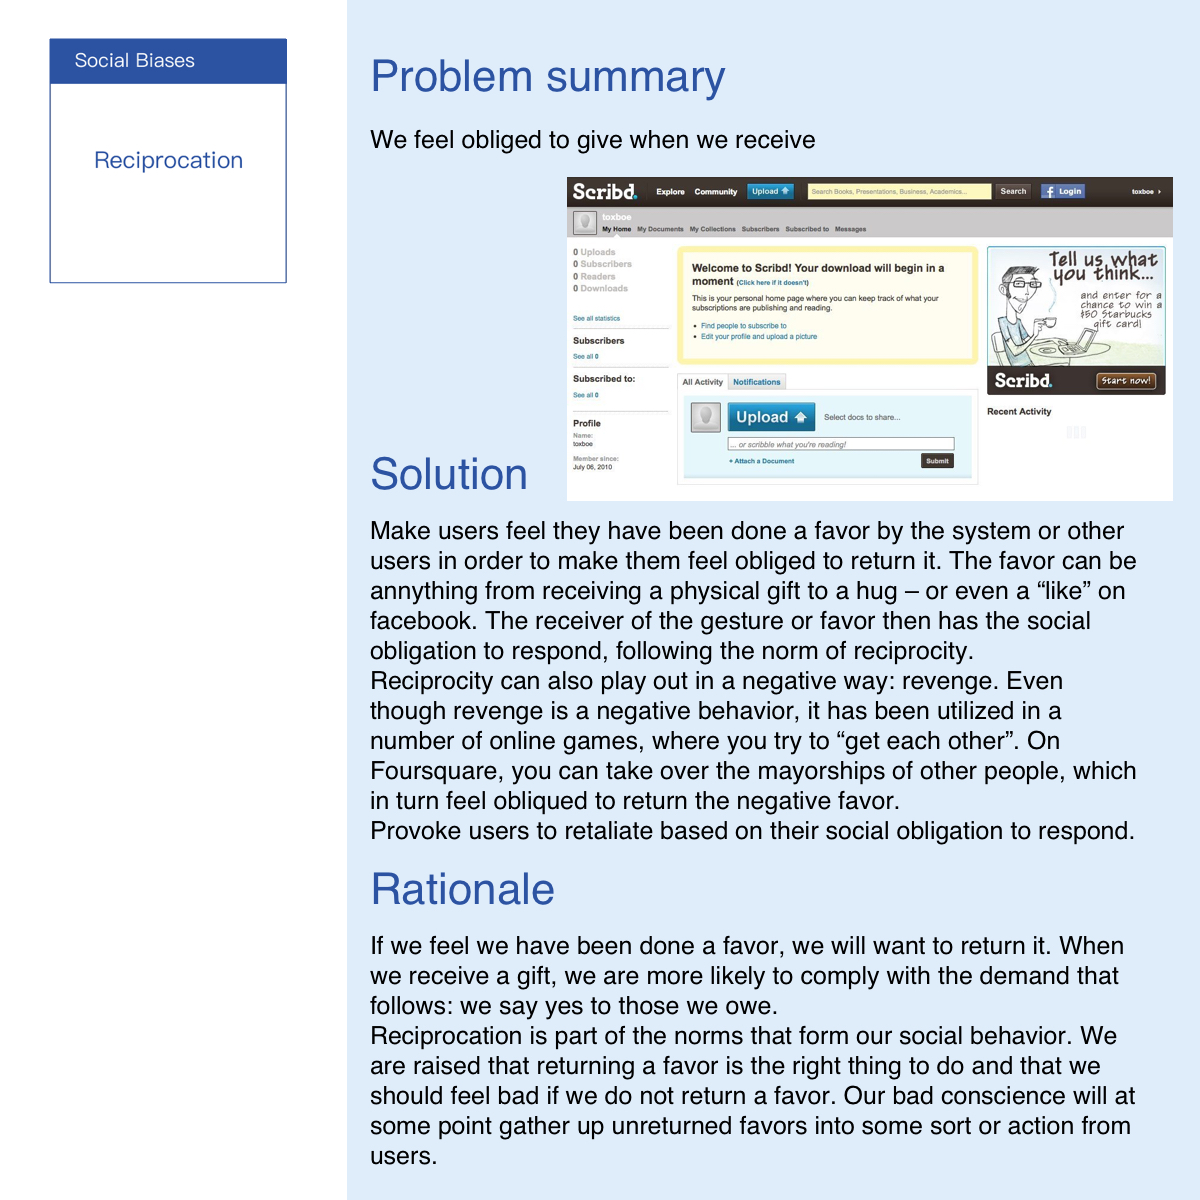 Social Biases
Reciprocation
Problem summary
We feel obliged to give when we receive
Scribd.
Explore
Community
Upload
Search Books, Presentations, Business, Academics...
Search
f Login
toxboe
toxboe
My Home My Documents My Collections Subscribers Subscribed to Messages
0 Uploads
0 Subscribers
0 Readers
0 Downloads
See all statistics
Subscribers
See all 0
Subscribed to:
See all 0
Profile
Name:
toxboe
Member since:
July 06, 2010
Welcome to Scribd! Your download will begin in a
moment (Click here if it doesn't)
This is your personal home page where you can keep track of what your
subscriptions are publishing and reading.
• Find people to subscribe to
• Edit your profile and upload a picture
All Activity
Notifications
Upload
Select docs to share...
... or scribble what you're reading!
+ Attach a Document
Submit
Tell us what
you think...
and enter for a
chance to win a
$50 Starbucks
gift card!
Scribd.
Start now!
Recent Activity
Solution
Make users feel they have been done a favor by the system or other
users in order to make them feel obliged to return it. The favor can be
annything from receiving a physical gift to a hug – or even a “like” on
facebook. The receiver of the gesture or favor then has the social
obligation to respond, following the norm of reciprocity.
Reciprocity can also play out in a negative way: revenge. Even
though revenge is a negative behavior, it has been utilized in a
number of online games, where you try to “get each other”. On
Foursquare, you can take over the mayorships of other people, which
in turn feel obliqued to return the negative favor.
Provoke users to retaliate based on their social obligation to respond.
Rationale
If we feel we have been done a favor, we will want to return it. When
we receive a gift, we are more likely to comply with the demand that
follows: we say yes to those we owe.
Reciprocation is part of the norms that form our social behavior. We
are raised that returning a favor is the right thing to do and that we
should feel bad if we do not return a favor. Our bad conscience will at
some point gather up unreturned favors into some sort or action from
users.